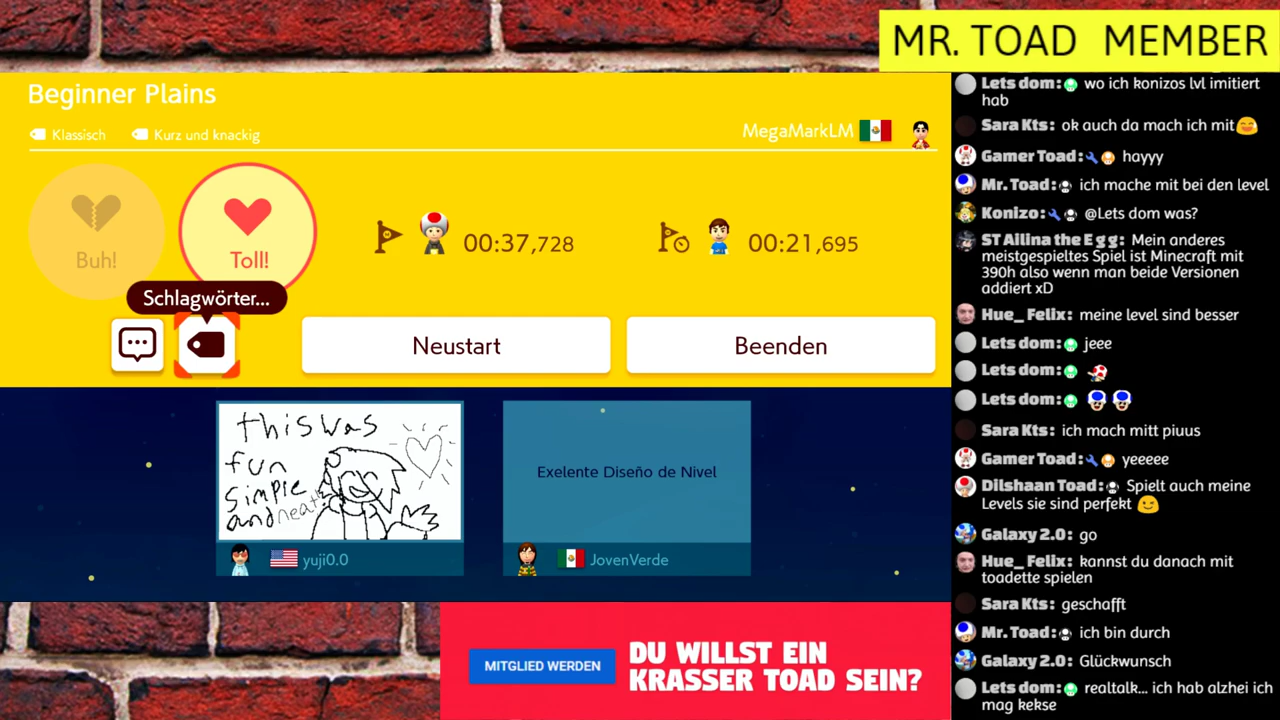 MR. TOAD MEMBER
Beginner Plains
Klassisch Kurz und knackig
MegaMarkLM
Buh!
Toll!
00:37,728
00:21,695
Schlagwörter...
Neustart
Beenden
this was
fun
simple
and neat
Exelente Diseño de Nivel
yuji0.0
JovenVerde
MITGLIED WERDEN
DU WILLST EIN
KRASSER TOAD SEIN?
Lets dom: wo ich konizos lvl imitiert
hab
Sara Kts: ok auch da mach ich mit
Gamer Toad: hayyy
Mr. Toad: ich mache mit bei den level
Konizo: @Lets dom was?
ST Ailina the E g g: Mein anderes
meistgespieltes Spiel ist Minecraft mit
390h also wenn man beide Versionen
addiert xD
Hue_ Felix: meine level sind besser
Lets dom: jeee
Lets dom:
Lets dom:
Sara Kts: ich mach mitt piuus
Gamer Toad: yeeeee
Dilshaan Toad: Spielt auch meine
Levels sie sind perfekt
Galaxy 2.0: go
Hue_ Felix: kannst du danach mit
toadette spielen
Sara Kts: geschafft
Mr. Toad: ich bin durch
Galaxy 2.0: Glückwunsch
Lets dom: realtalk... ich hab alzhei ich
mag kekse